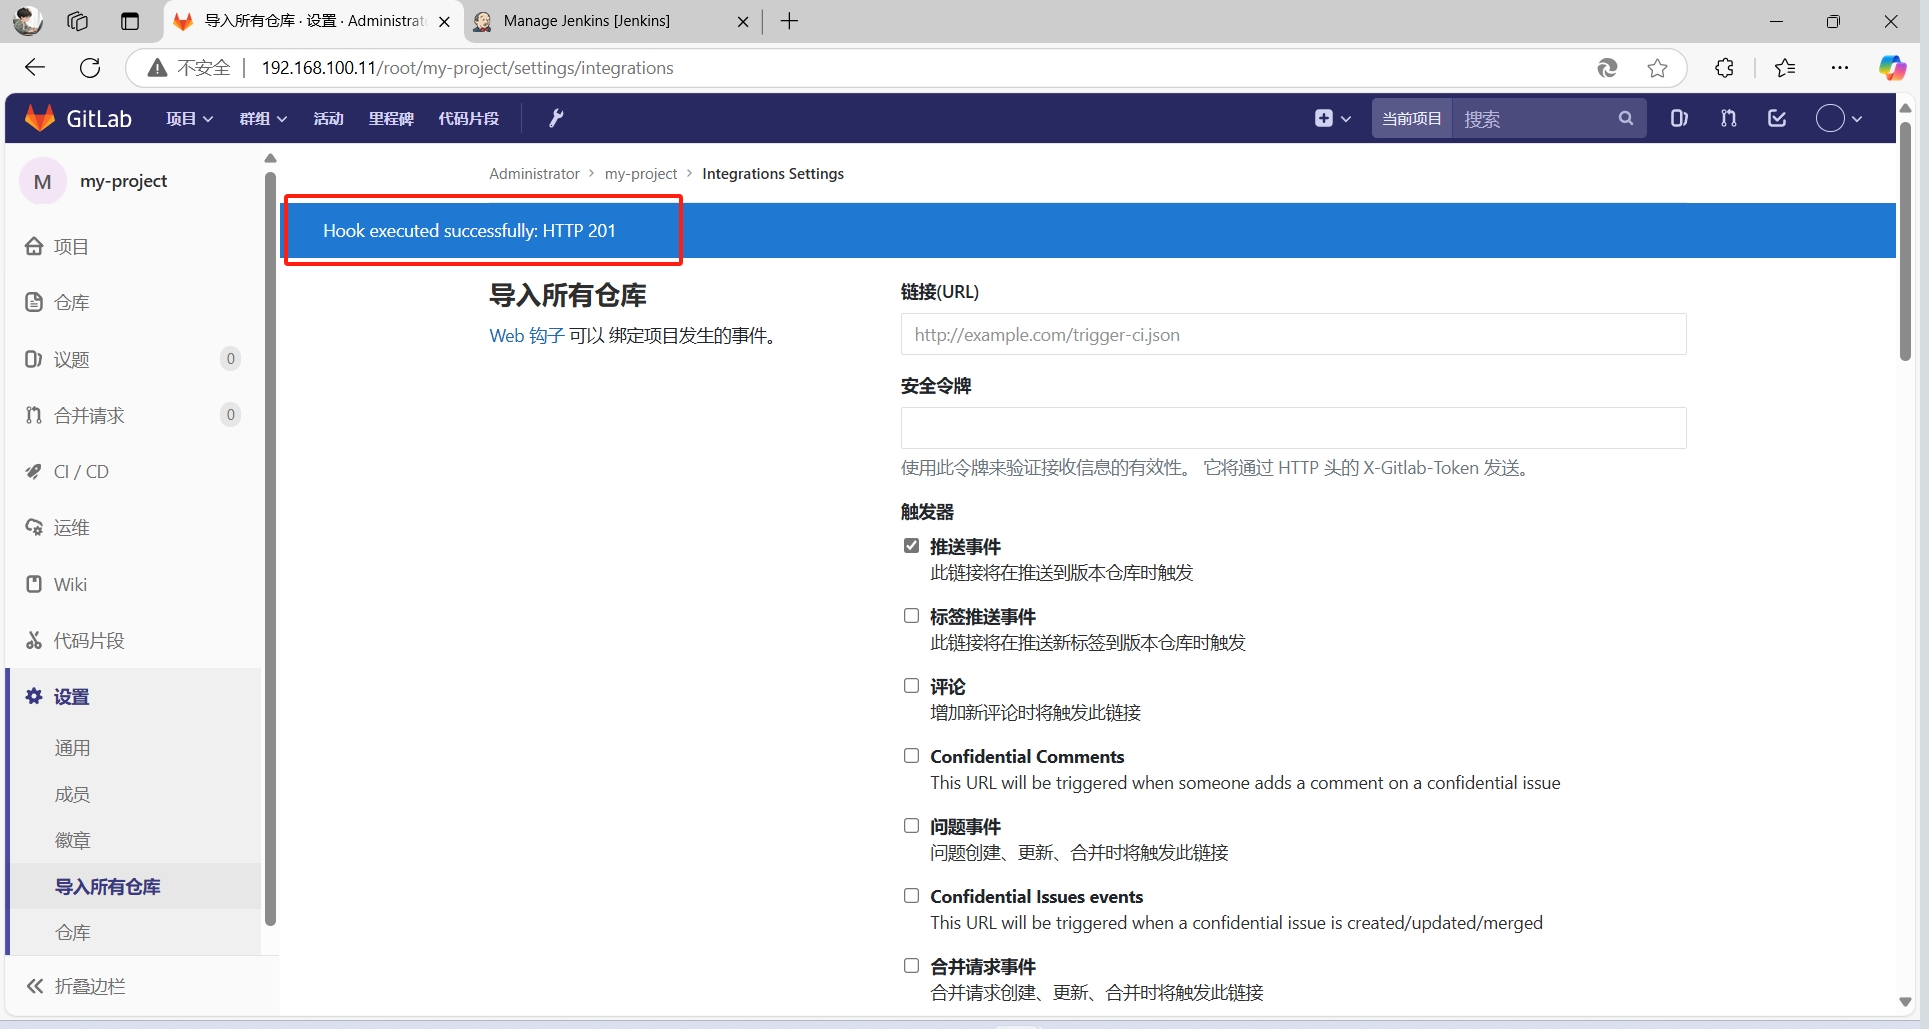 导入所有仓库 · 设置 · Administrat
Manage Jenkins [Jenkins]
不安全
192.168.100.11/root/my-project/settings/integrations
GitLab
项目
群组
活动
里程碑
代码片段
当前项目
搜索
M
my-project
Administrator › my-project › Integrations Settings
Hook executed successfully: HTTP 201
项目
仓库
议题
0
合并请求
0
CI / CD
运维
Wiki
代码片段
设置
通用
成员
徽章
导入所有仓库
仓库
折叠边栏
导入所有仓库
Web 钩子 可以 绑定项目发生的事件。
链接(URL)
http://example.com/trigger-ci.json
安全令牌
使用此令牌来验证接收信息的有效性。 它将通过 HTTP 头的 X-Gitlab-Token 发送。
触发器
推送事件
此链接将在推送到版本仓库时触发
标签推送事件
此链接将在推送新标签到版本仓库时触发
评论
增加新评论时将触发此链接
Confidential Comments
This URL will be triggered when someone adds a comment on a confidential issue
问题事件
问题创建、更新、合并时将触发此链接
Confidential Issues events
This URL will be triggered when a confidential issue is created/updated/merged
合并请求事件
合并请求创建、更新、合并时将触发此链接